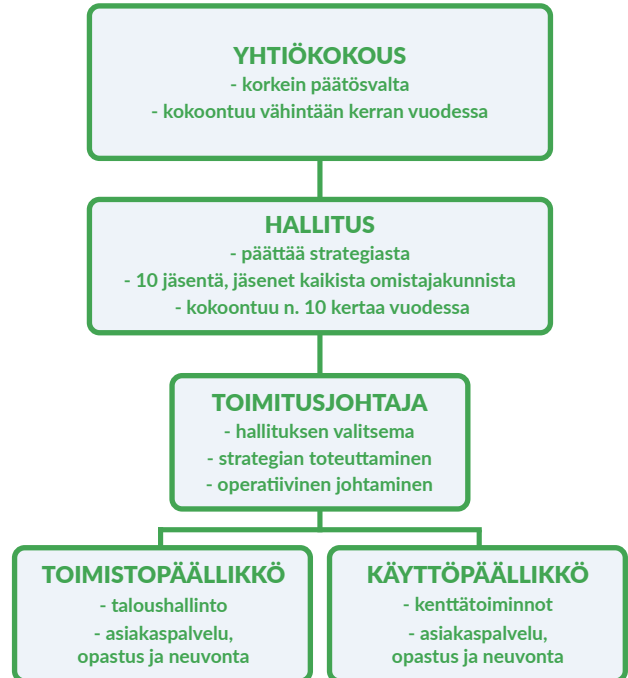 YHTIÖKOKOUS
- korkein päätösvalta
- kokoontuu vähintään kerran vuodessa
HALLITUS
- päättää strategiasta
- 10 jäsentä, jäsenet kaikista omistajakunnista
- kokoontuu n. 10 kertaa vuodessa
TOIMITUSJOHTAJA
- hallituksen valitsema
- strategian toteuttaminen
- operatiivinen johtaminen
TOIMISTOPÄÄLLIKKÖ
- taloushallinto
- asiakaspalvelu,
opastus ja neuvonta
KÄYTTÖPÄÄLLIKKÖ
- kenttätoiminnot
- asiakaspalvelu,
opastus ja neuvonta